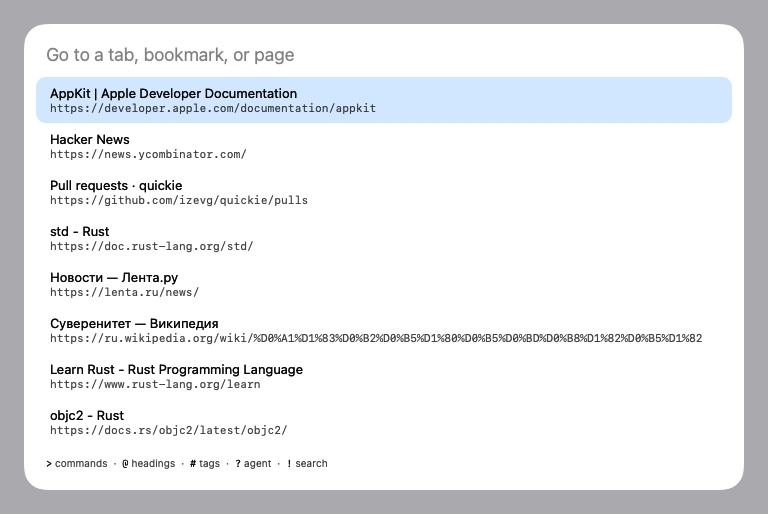 Go to a tab, bookmark, or page
AppKit | Apple Developer Documentation
https://developer.apple.com/documentation/appkit
Hacker News
https://news.ycombinator.com/
Pull requests · quickie
https://github.com/izevg/quickie/pulls
std - Rust
https://doc.rust-lang.org/std/
Новости — Лента.ру
https://lenta.ru/news/
Суверенитет — Википедия
https://ru.wikipedia.org/wiki/%D0%A1%D1%83%D0%B2%D0%B5%D1%80%D0%B5%D0%BD%D0%B8%D1%82%D0%B5%D1%82
Learn Rust - Rust Programming Language
https://www.rust-lang.org/learn
objc2 - Rust
https://docs.rs/objc2/latest/objc2/
> commands · @ headings · # tags · ? agent · ! search